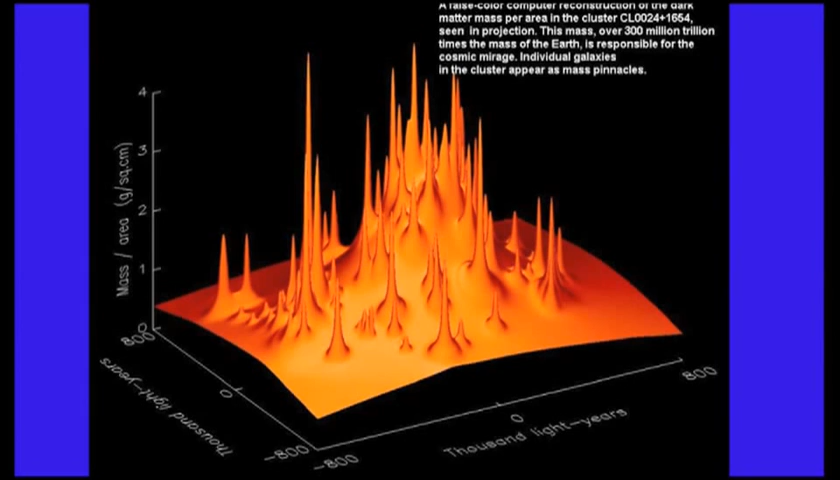 A false-color computer reconstruction of the dark
matter mass per area in the cluster CL0024+1654,
seen in projection. This mass, over 300 million trillion
times the mass of the Earth, is responsible for the
cosmic mirage. Individual galaxies
in the cluster appear as mass pinnacles.
4
3
2
1
0
Mass / area (g/sq.cm)
800
0
-800
Thousand light-years
-800
0
800
Thousand light-years